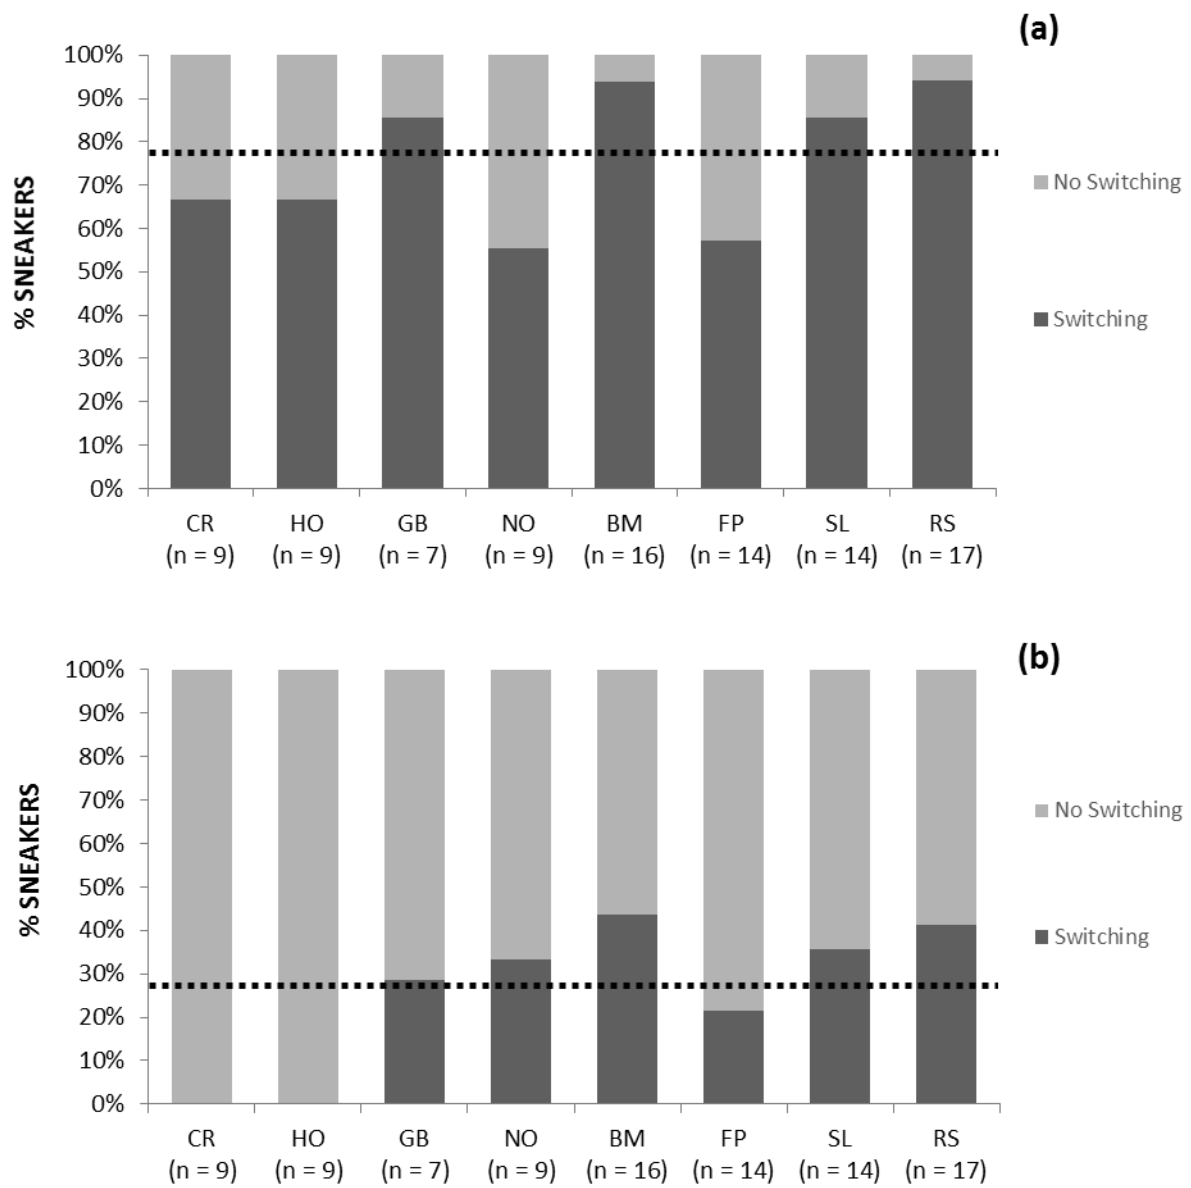 (a)
100%
90%
80%
70%
60%
50%
40%
30%
20%
10%
0%
% SNEAKERS
No Switching
Switching
CR HO GB NO BM FP SL RS
(n = 9) (n = 9) (n = 7) (n = 9) (n = 16) (n = 14) (n = 14) (n = 17)
(b)
100%
90%
80%
70%
60%
50%
40%
30%
20%
10%
0%
% SNEAKERS
No Switching
Switching
CR HO GB NO BM FP SL RS
(n = 9) (n = 9) (n = 7) (n = 9) (n = 16) (n = 14) (n = 14) (n = 17)